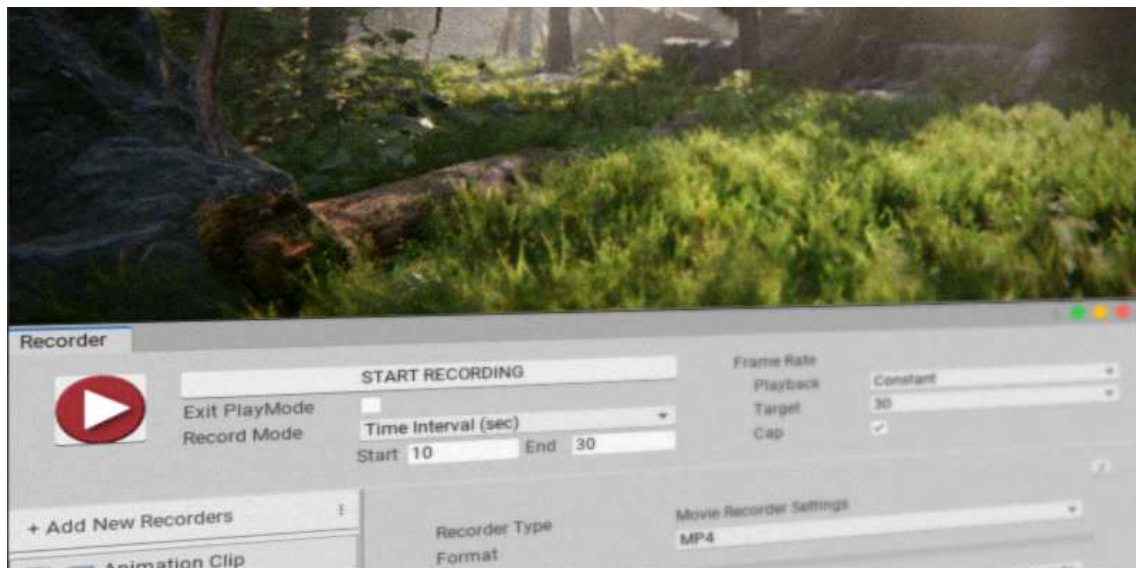 Recorder
START RECORDING
Exit PlayMode
Record Mode
Time Interval (sec)
Start 10 End 30
Frame Rate
Playback Constant
Target 30
Cap
+ Add New Recorders
Animation Clip
Recorder Type
Movie Recorder Settings
Format
MP4